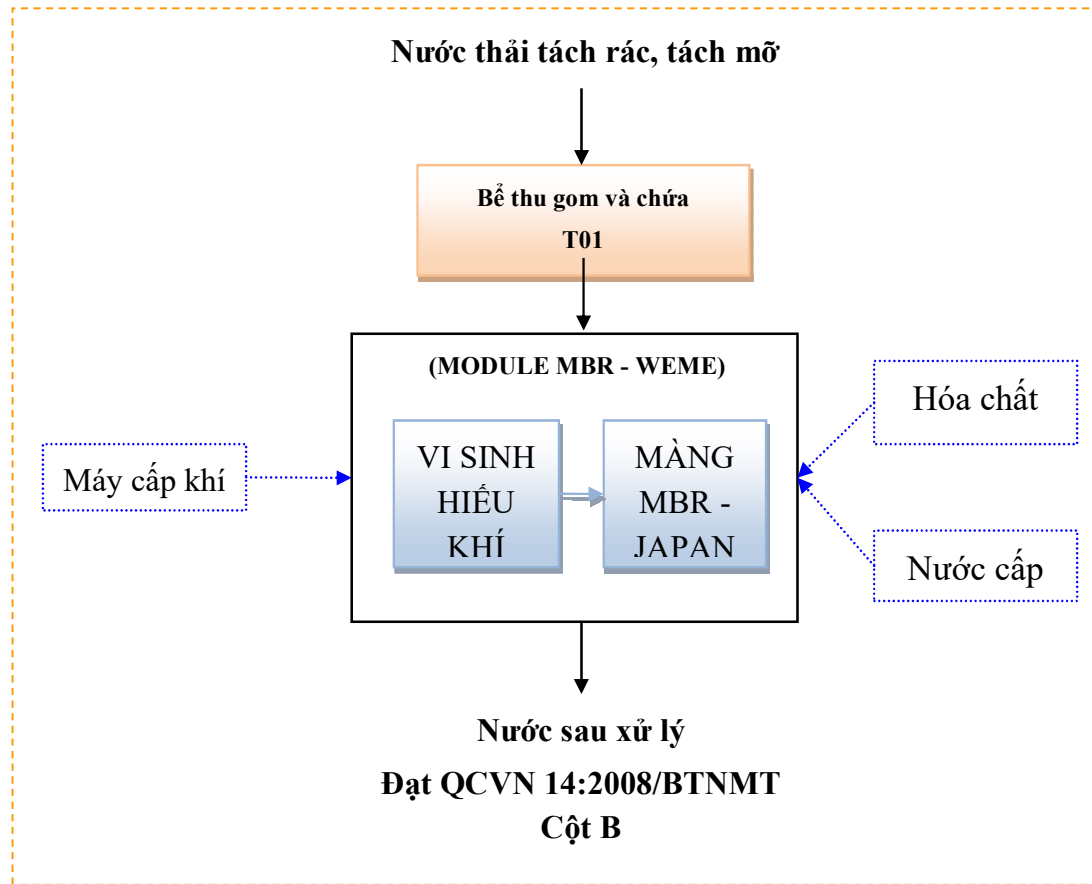 Nước thải tách rác, tách mỡ
Bể thu gom và chứa
T01
(MODULE MBR - WEME)
Máy cấp khí
VI SINH
HIẾU
KHÍ
MÀNG
MBR -
JAPAN
Hóa chất
Nước cấp
Nước sau xử lý
Đạt QCVN 14:2008/BTNMT
Cột B